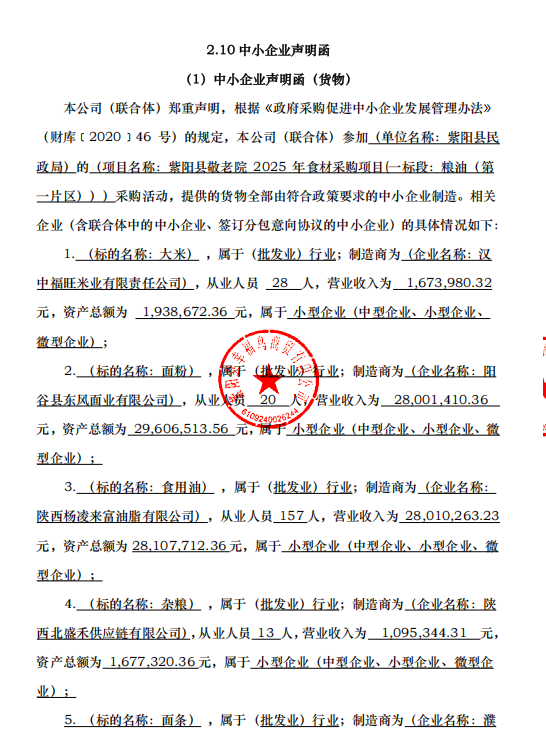 2.10 中小企业声明函
（1）中小企业声明函（货物）
本公司（联合体）郑重声明，根据《政府采购促进中小企业发展管理办法》
（财库﹝2020﹞46 号）的规定，本公司（联合体）参加（单位名称：紫阳县民
政局）的（项目名称：紫阳县敬老院 2025 年食材采购项目(一标段：粮油（第
一片区））)采购活动，提供的货物全部由符合政策要求的中小企业制造。相关
企业（含联合体中的中小企业、签订分包意向协议的中小企业）的具体情况如下：
1. （标的名称：大米） ，属于（批发业）行业；制造商为（企业名称：汉
中福旺米业有限责任公司），从业人员 28 人，营业收入为 1,673,980.32
元，资产总额为 1,938,672.36 元，属于 小型企业（中型企业、小型企业、
微型企业）；
2. （标的名称：面粉） ，属于（批发业）行业；制造商为（企业名称：阳
谷县东风面业有限公司），从业人员 20 人，营业收入为 28,001,410.36
元，资产总额为 29,606,513.56 元，属于 小型企业（中型企业、小型企业、微
型企业）；
3. （标的名称：食用油） ，属于（批发业）行业；制造商为（企业名称：
陕西杨凌来富油脂有限公司），从业人员 157 人，营业收入为 28,010,263.23
元，资产总额为 28,107,712.36 元，属于 小型企业（中型企业、小型企业、微
型企业）；
4. （标的名称：杂粮） ，属于（批发业）行业；制造商为（企业名称：陕
西北盛禾供应链有限公司），从业人员 13 人，营业收入为 1,095,344.31 元，
资产总额为 1,677,320.36 元，属于 小型企业（中型企业、小型企业、微型企
业）；
5. （标的名称：面条） ，属于（批发业）行业；制造商为（企业名称：濮
6109240026244